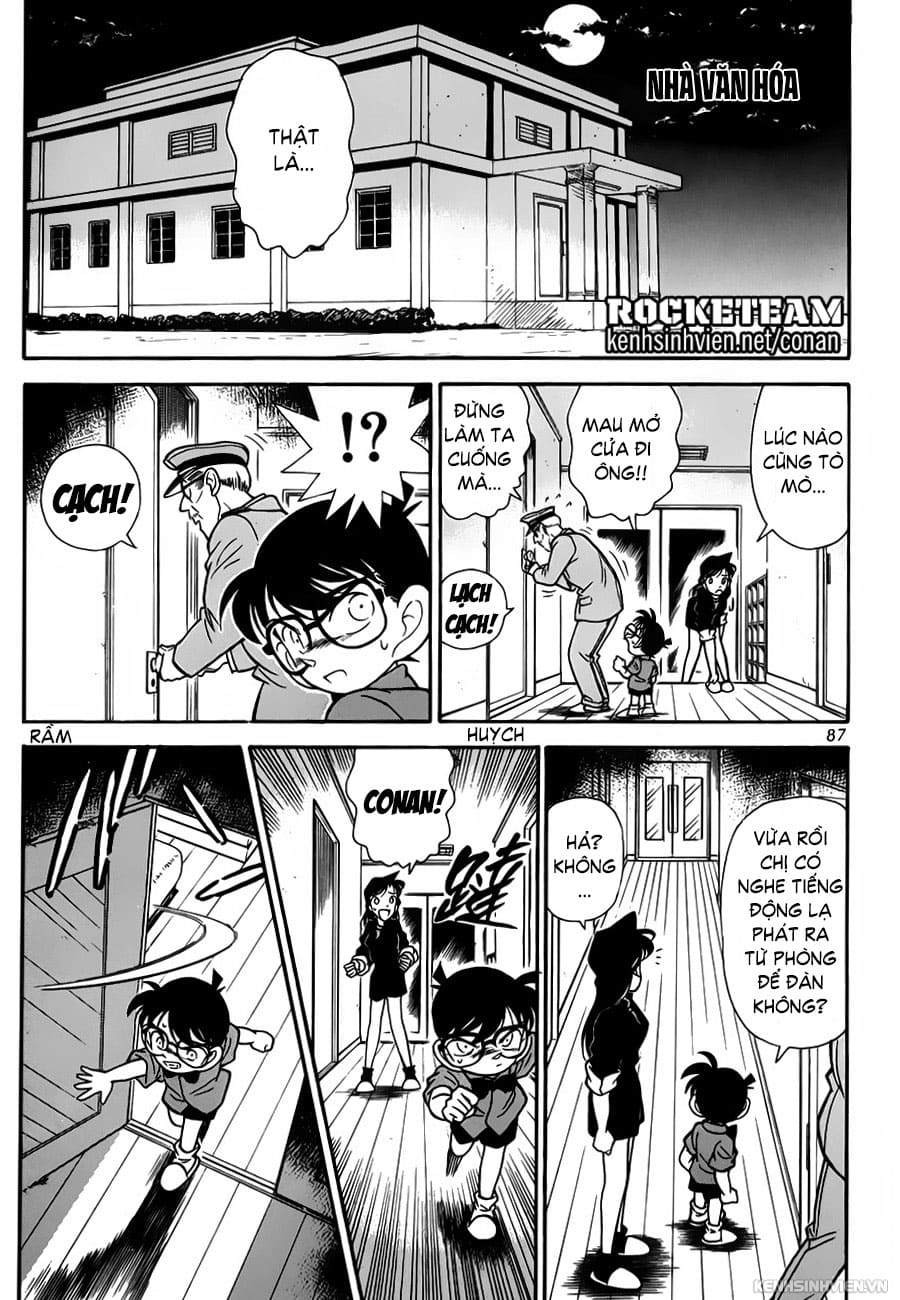 NHÀ VĂN HÓA
THẬT
LÀ...
ROCKETEAM
kenhsinhvien.net/conan
LÚC NÀO
CŨNG TÒ
MÒ...
MAU MỞ
CỬA ĐI
ÔNG!!
ĐỪNG
LÀM TA
CUỐNG
MÀ...
LẠCH
CẠCH!
!?
CẠCH!
RẦM
HUỴCH
87
VỪA RỒI
CHỊ CÓ
NGHE TIẾNG
ĐỘNG LẠ
PHÁT RA
TỪ PHÒNG
ĐỂ ĐÀN
KHÔNG?
HẢ?
KHÔNG
...
CONAN!
KENHSINHVIEN.VN